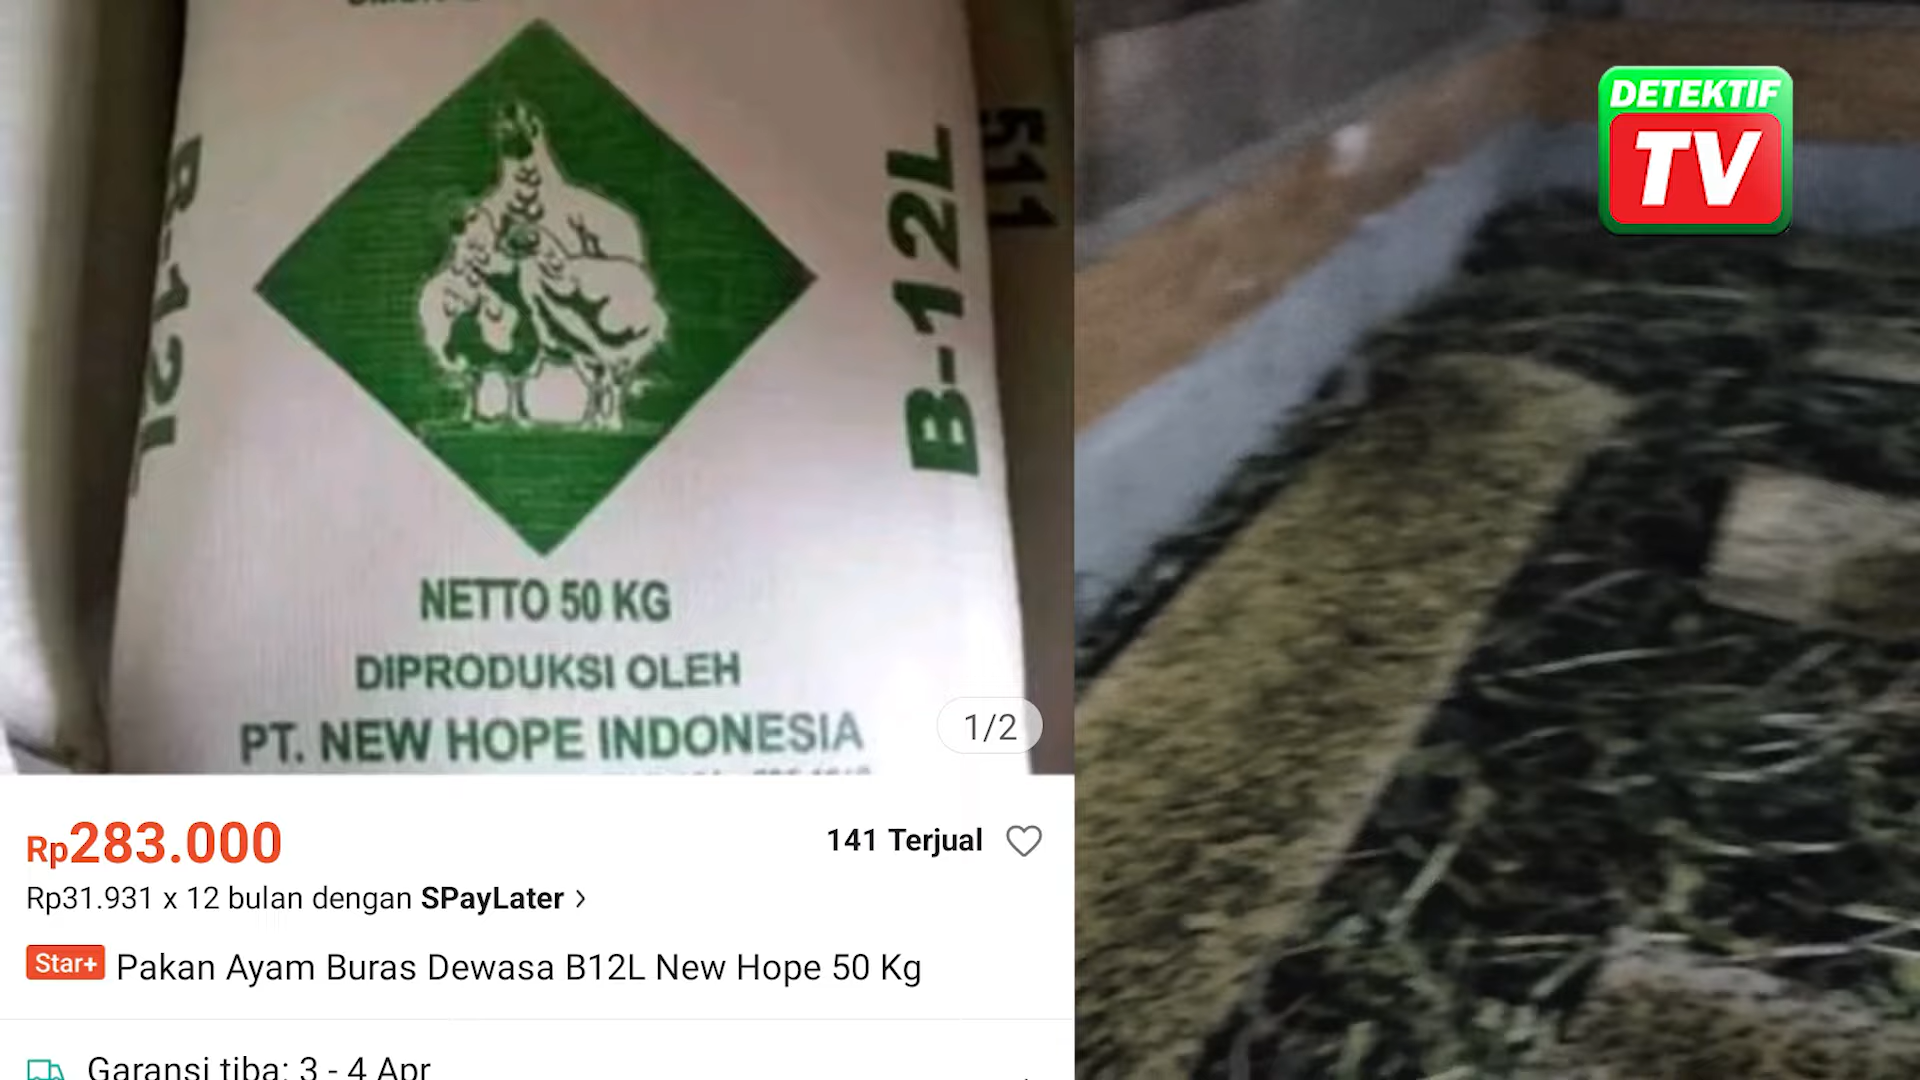 B-12L
B-12L
511
NETTO 50 KG
DIPRODUKSI OLEH
PT. NEW HOPE INDONESIA
1/2
Rp283.000
141 Terjual
Rp31.931 x 12 bulan dengan SPayLater >
Star+ Pakan Ayam Buras Dewasa B12L New Hope 50 Kg
Garansi tiba: 3 - 4 Apr
DETEKTIF
TV